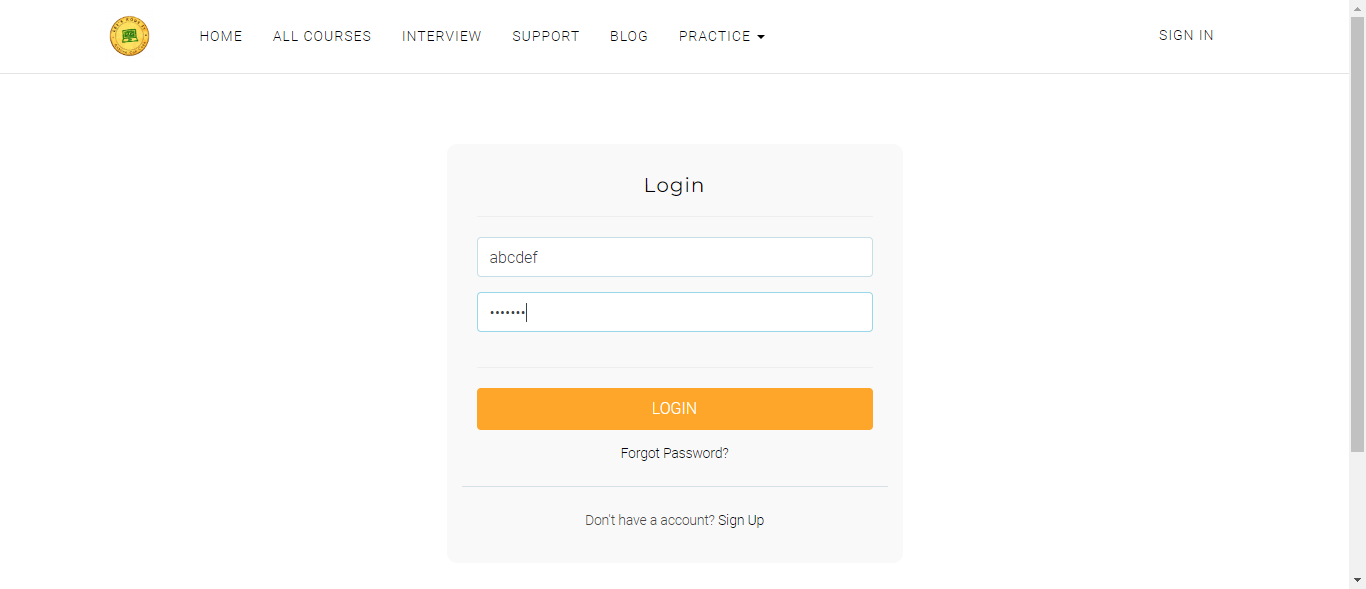 HOME ALL COURSES INTERVIEW SUPPORT BLOG PRACTICE SIGN IN
Login
abcdef
•••••••
LOGIN
Forgot Password?
Don't have a account? Sign Up